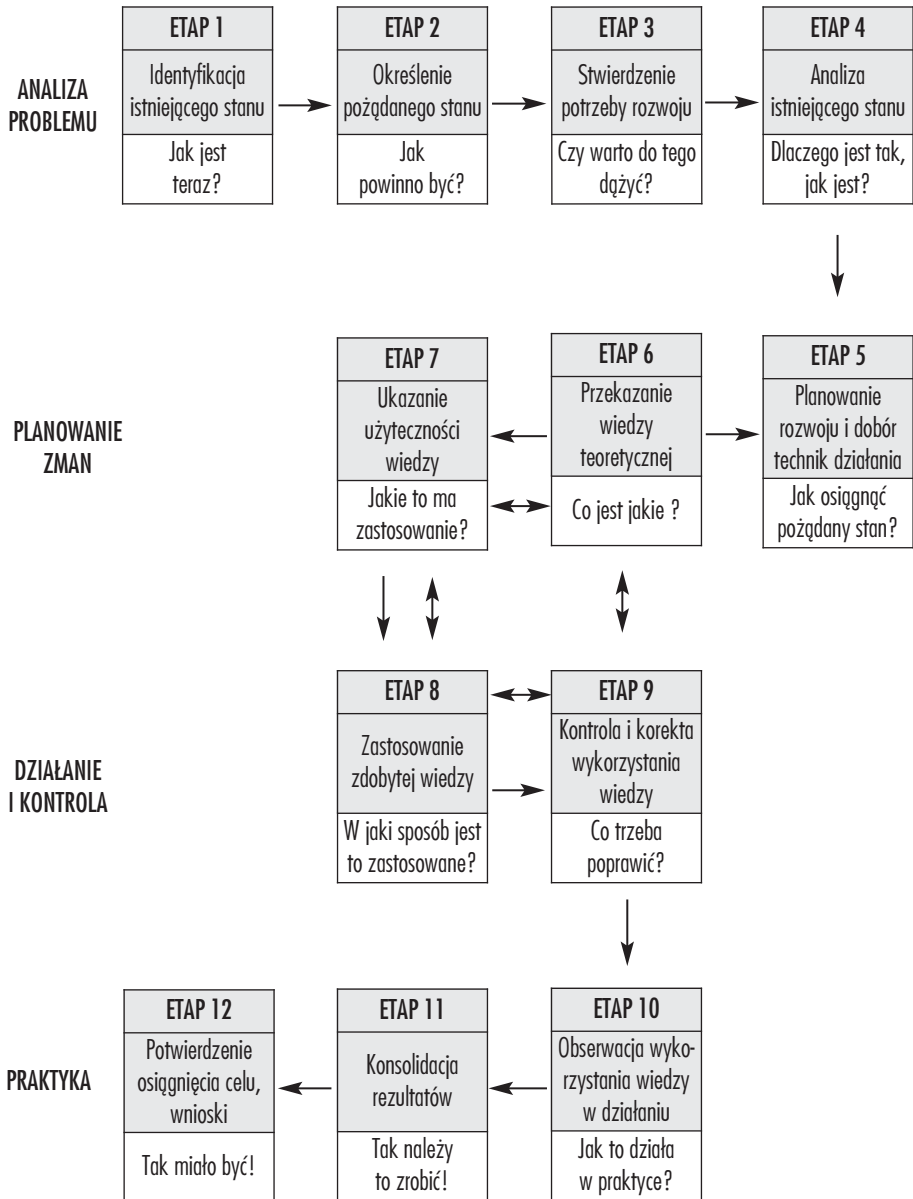 ANALIZA
PROBLEMU
ETAP 1
Identyfikacja
istniejącego stanu
Jak jest
teraz?
ETAP 2
Określenie
pożądanego stanu
Jak
powinno być?
ETAP 3
Stwierdzenie
potrzeby rozwoju
Czy warto do tego
dążyć?
ETAP 4
Analiza
istniejącego stanu
Dlaczego jest tak,
jak jest?
PLANOWANIE
ZMAN
ETAP 7
Ukazanie
użyteczności
wiedzy
Jakie to ma
zastosowanie?
ETAP 6
Przekazanie
wiedzy
teoretycznej
Co jest jakie ?
ETAP 5
Planowanie
rozwoju i dobór
technik działania
Jak osiągnąć
pożądany stan?
DZIAŁANIE
I KONTROLA
ETAP 8
Zastosowanie
zdobytej wiedzy
W jaki sposób jest
to zastosowane?
ETAP 9
Kontrola i korekta
wykorzystania
wiedzy
Co trzeba
poprawić?
PRAKTYKA
ETAP 12
Potwierdzenie
osiągnięcia celu,
wnioski
Tak miało być!
ETAP 11
Konsolidacja
rezultatów
Tak należy
to zrobić!
ETAP 10
Obserwacja wyko-
rzystania wiedzy
w działaniu
Jak to działa
w praktyce?